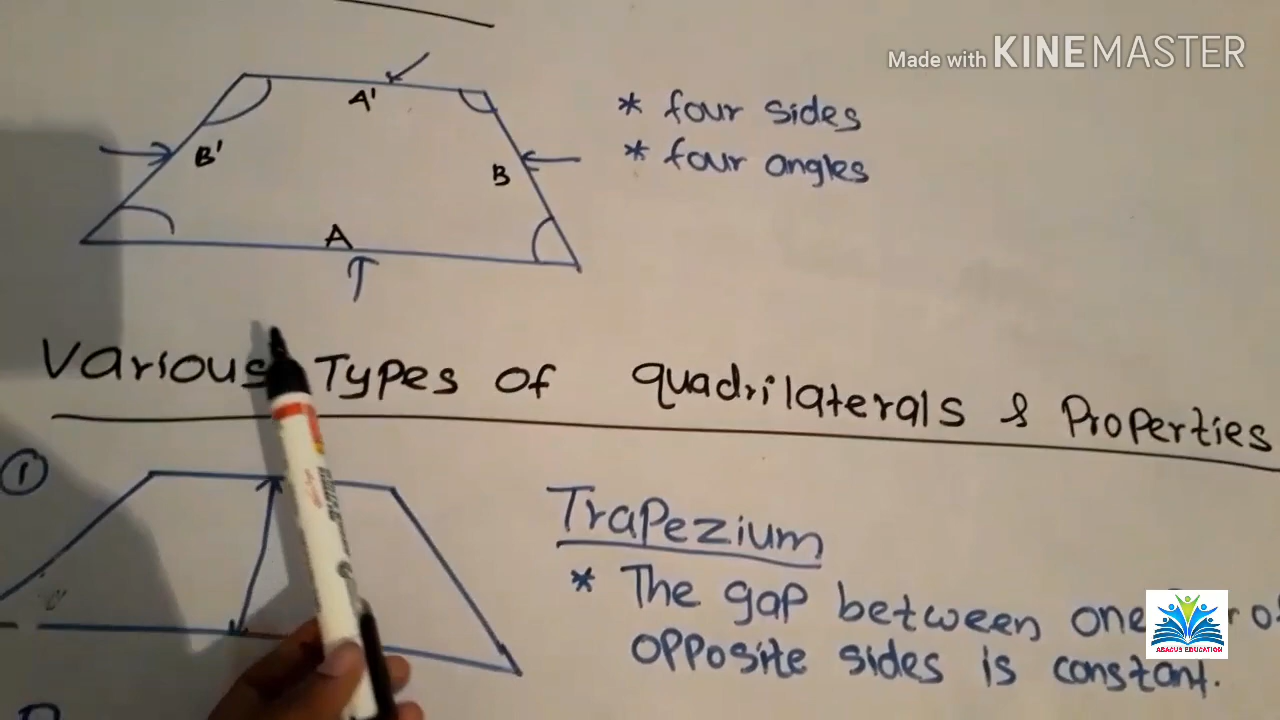 Made with KINEMASTER
A'
* four sides
B'
* four angles
B
A
Various Types of quadrilaterals & Properties
1
Trapezium
* The gap between one
opposite sides is constant.
ABACUS EDUCATION